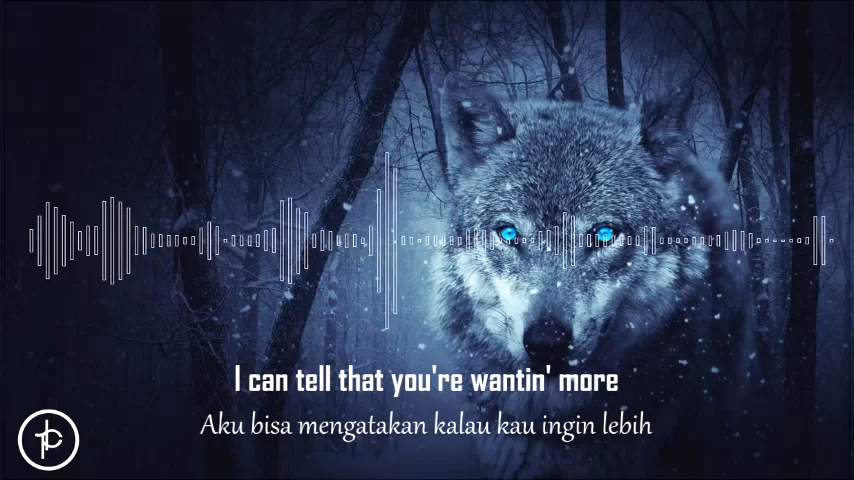 I can tell that you're wantin' more
Aku bisa mengatakan kalau kau ingin lebih